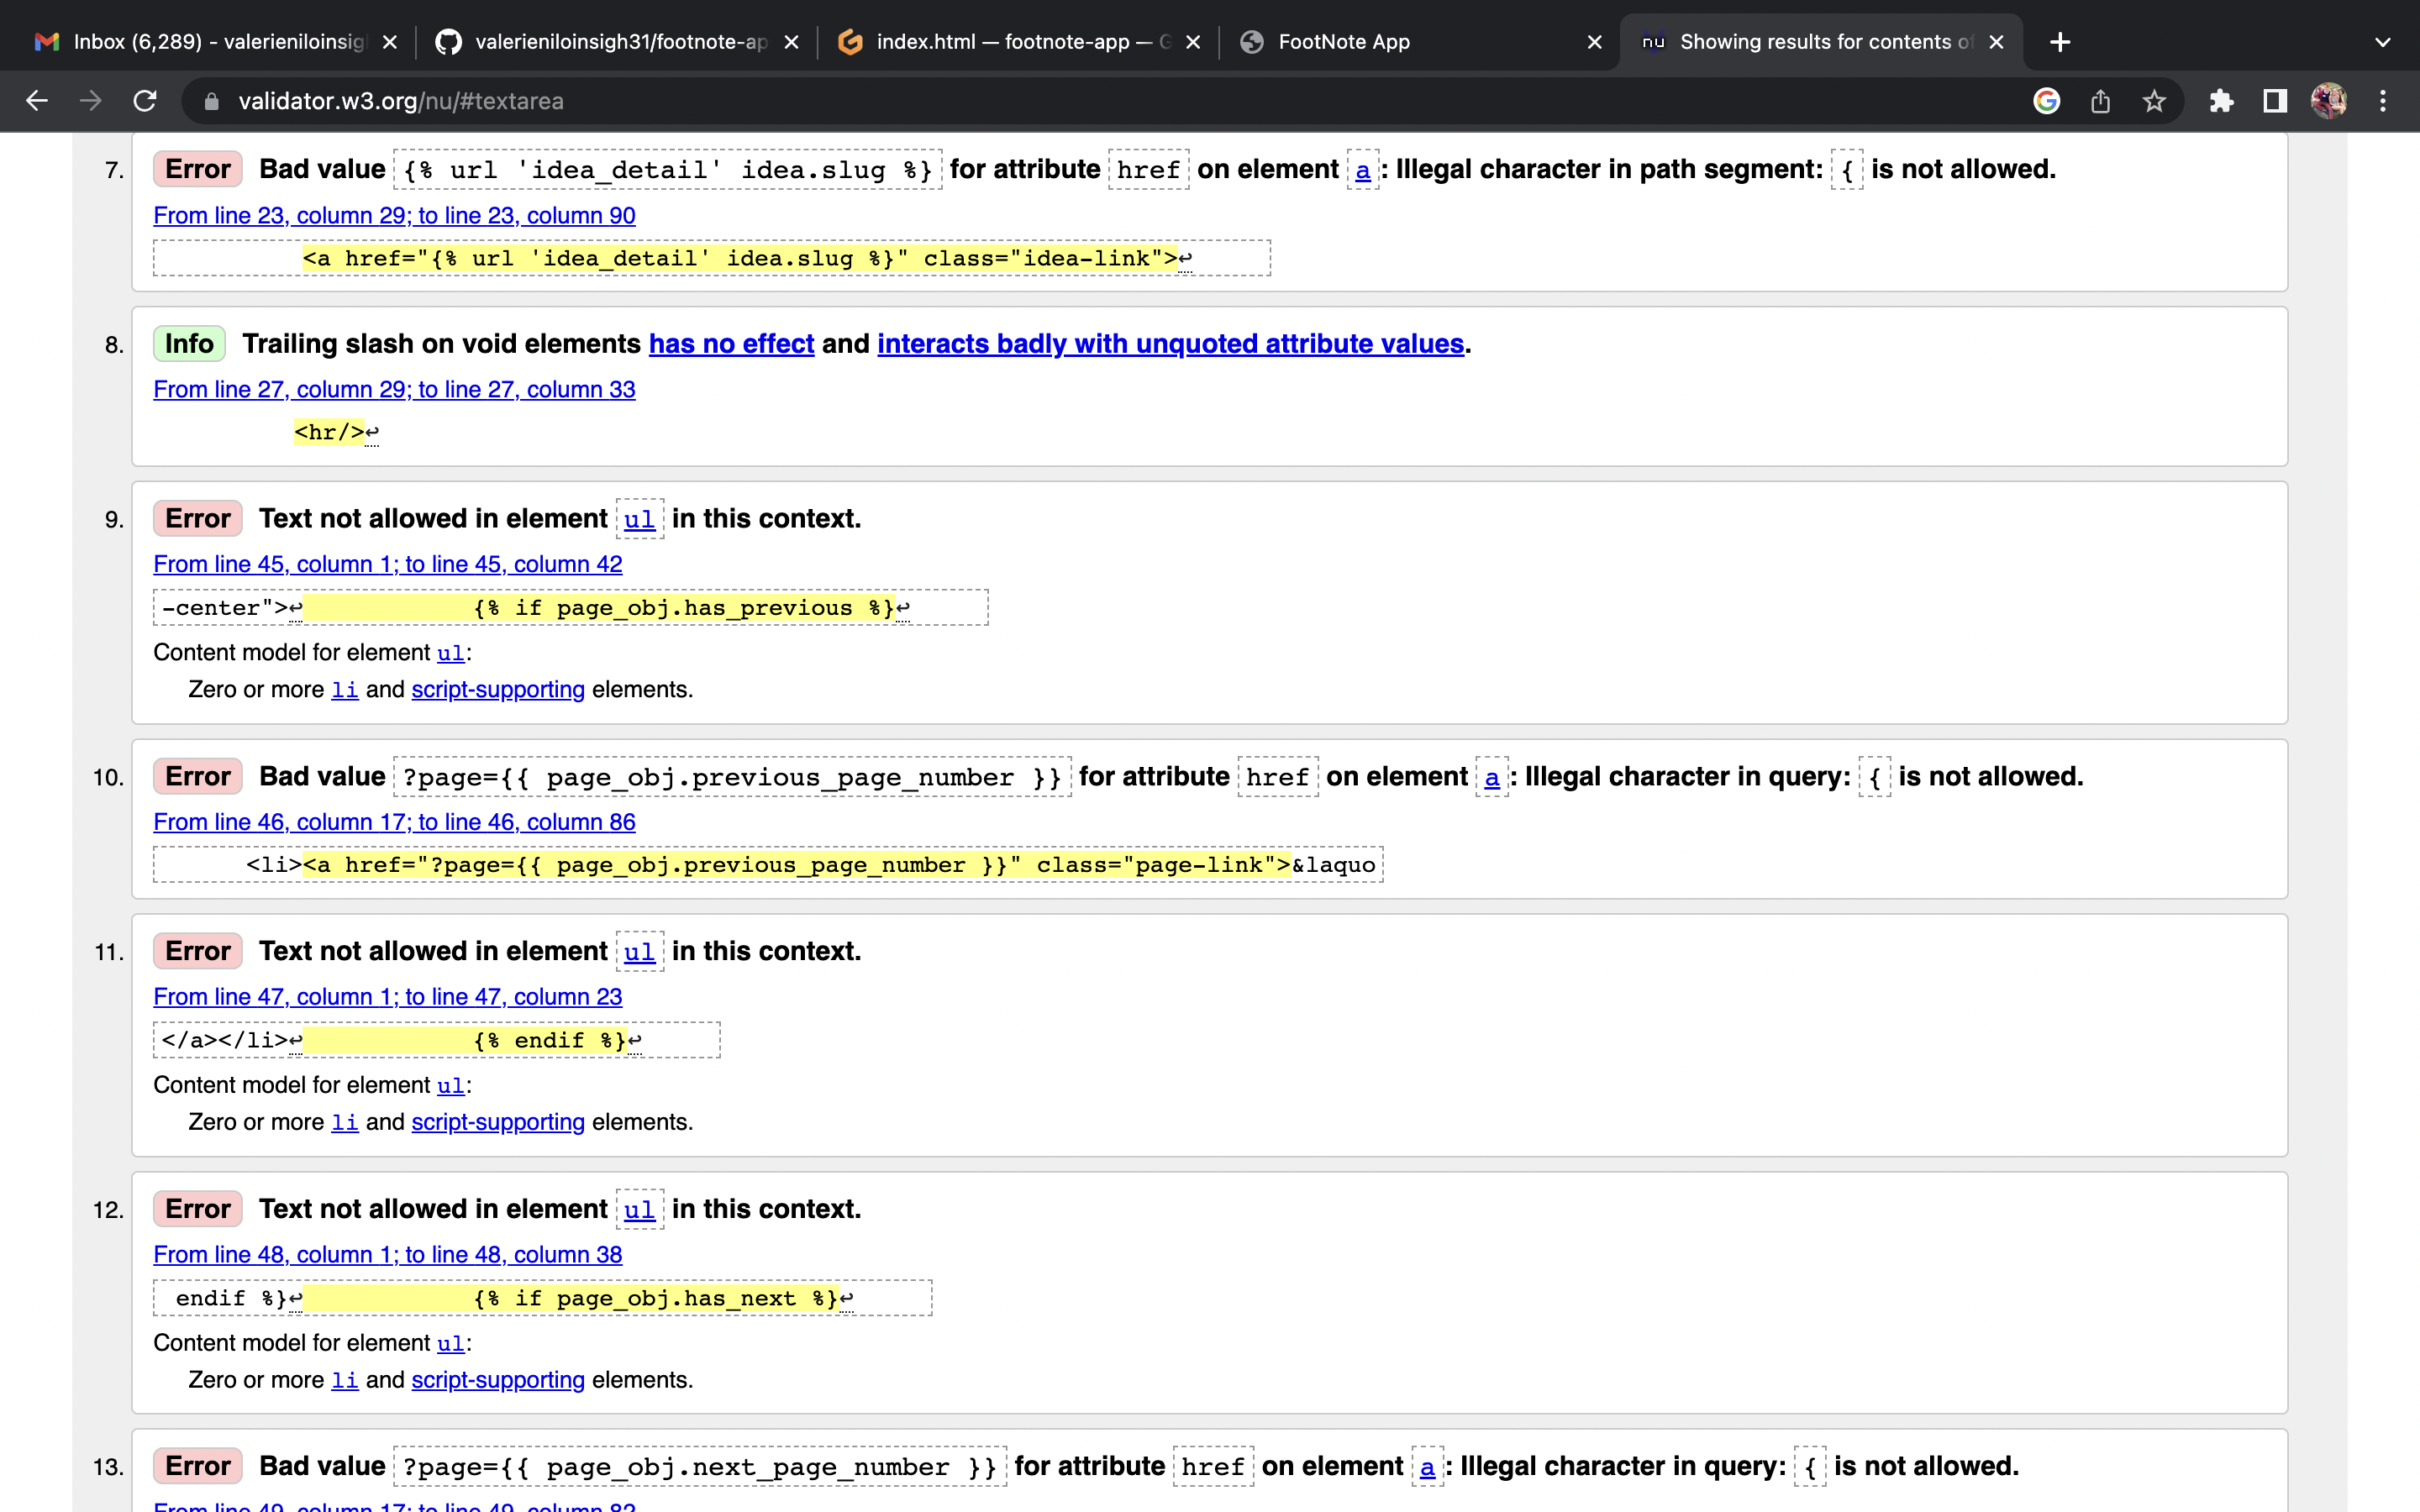 Inbox (6,289) - valerieniloinsigh
valerieniloinsigh31/footnote-ap
index.html — footnote-app — G
FootNote App
nu Showing results for contents of
validator.w3.org/nu/#textarea
7. Error Bad value {% url 'idea_detail' idea.slug %} for attribute href on element a: Illegal character in path segment: { is not allowed.
From line 23, column 29; to line 23, column 90
<a href="{% url 'idea_detail' idea.slug %}" class="idea-link">↩
8. Info Trailing slash on void elements has no effect and interacts badly with unquoted attribute values.
From line 27, column 29; to line 27, column 33
<hr/>↩
9. Error Text not allowed in element ul in this context.
From line 45, column 1; to line 45, column 42
-center">↩ {% if page_obj.has_previous %}↩
Content model for element ul:
Zero or more li and script-supporting elements.
10. Error Bad value ?page={{ page_obj.previous_page_number }} for attribute href on element a: Illegal character in query: { is not allowed.
From line 46, column 17; to line 46, column 86
<li><a href="?page={{ page_obj.previous_page_number }}" class="page-link">&laquo
11. Error Text not allowed in element ul in this context.
From line 47, column 1; to line 47, column 23
</a></li>↩ {% endif %}↩
Content model for element ul:
Zero or more li and script-supporting elements.
12. Error Text not allowed in element ul in this context.
From line 48, column 1; to line 48, column 38
endif %}↩ {% if page_obj.has_next %}↩
Content model for element ul:
Zero or more li and script-supporting elements.
13. Error Bad value ?page={{ page_obj.next_page_number }} for attribute href on element a: Illegal character in query: { is not allowed.
From line 49, column 17; to line 49, column 82